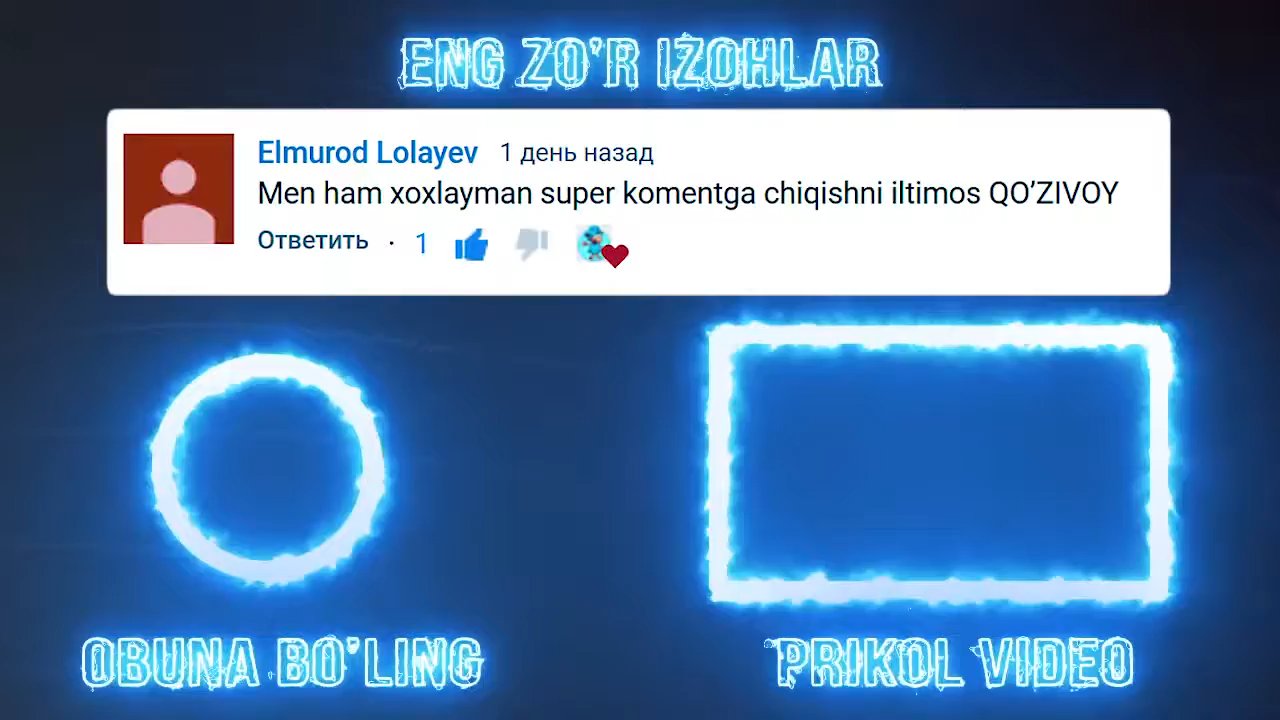 ENG ZO'R IZOHLAR
Elmurod Lolayev 1 день назад
Men ham xoxlayman super komentga chiqishni iltimos QO’ZIVOY
Ответить · 1
OBUNA BO'LING
PRIKOL VIDEO